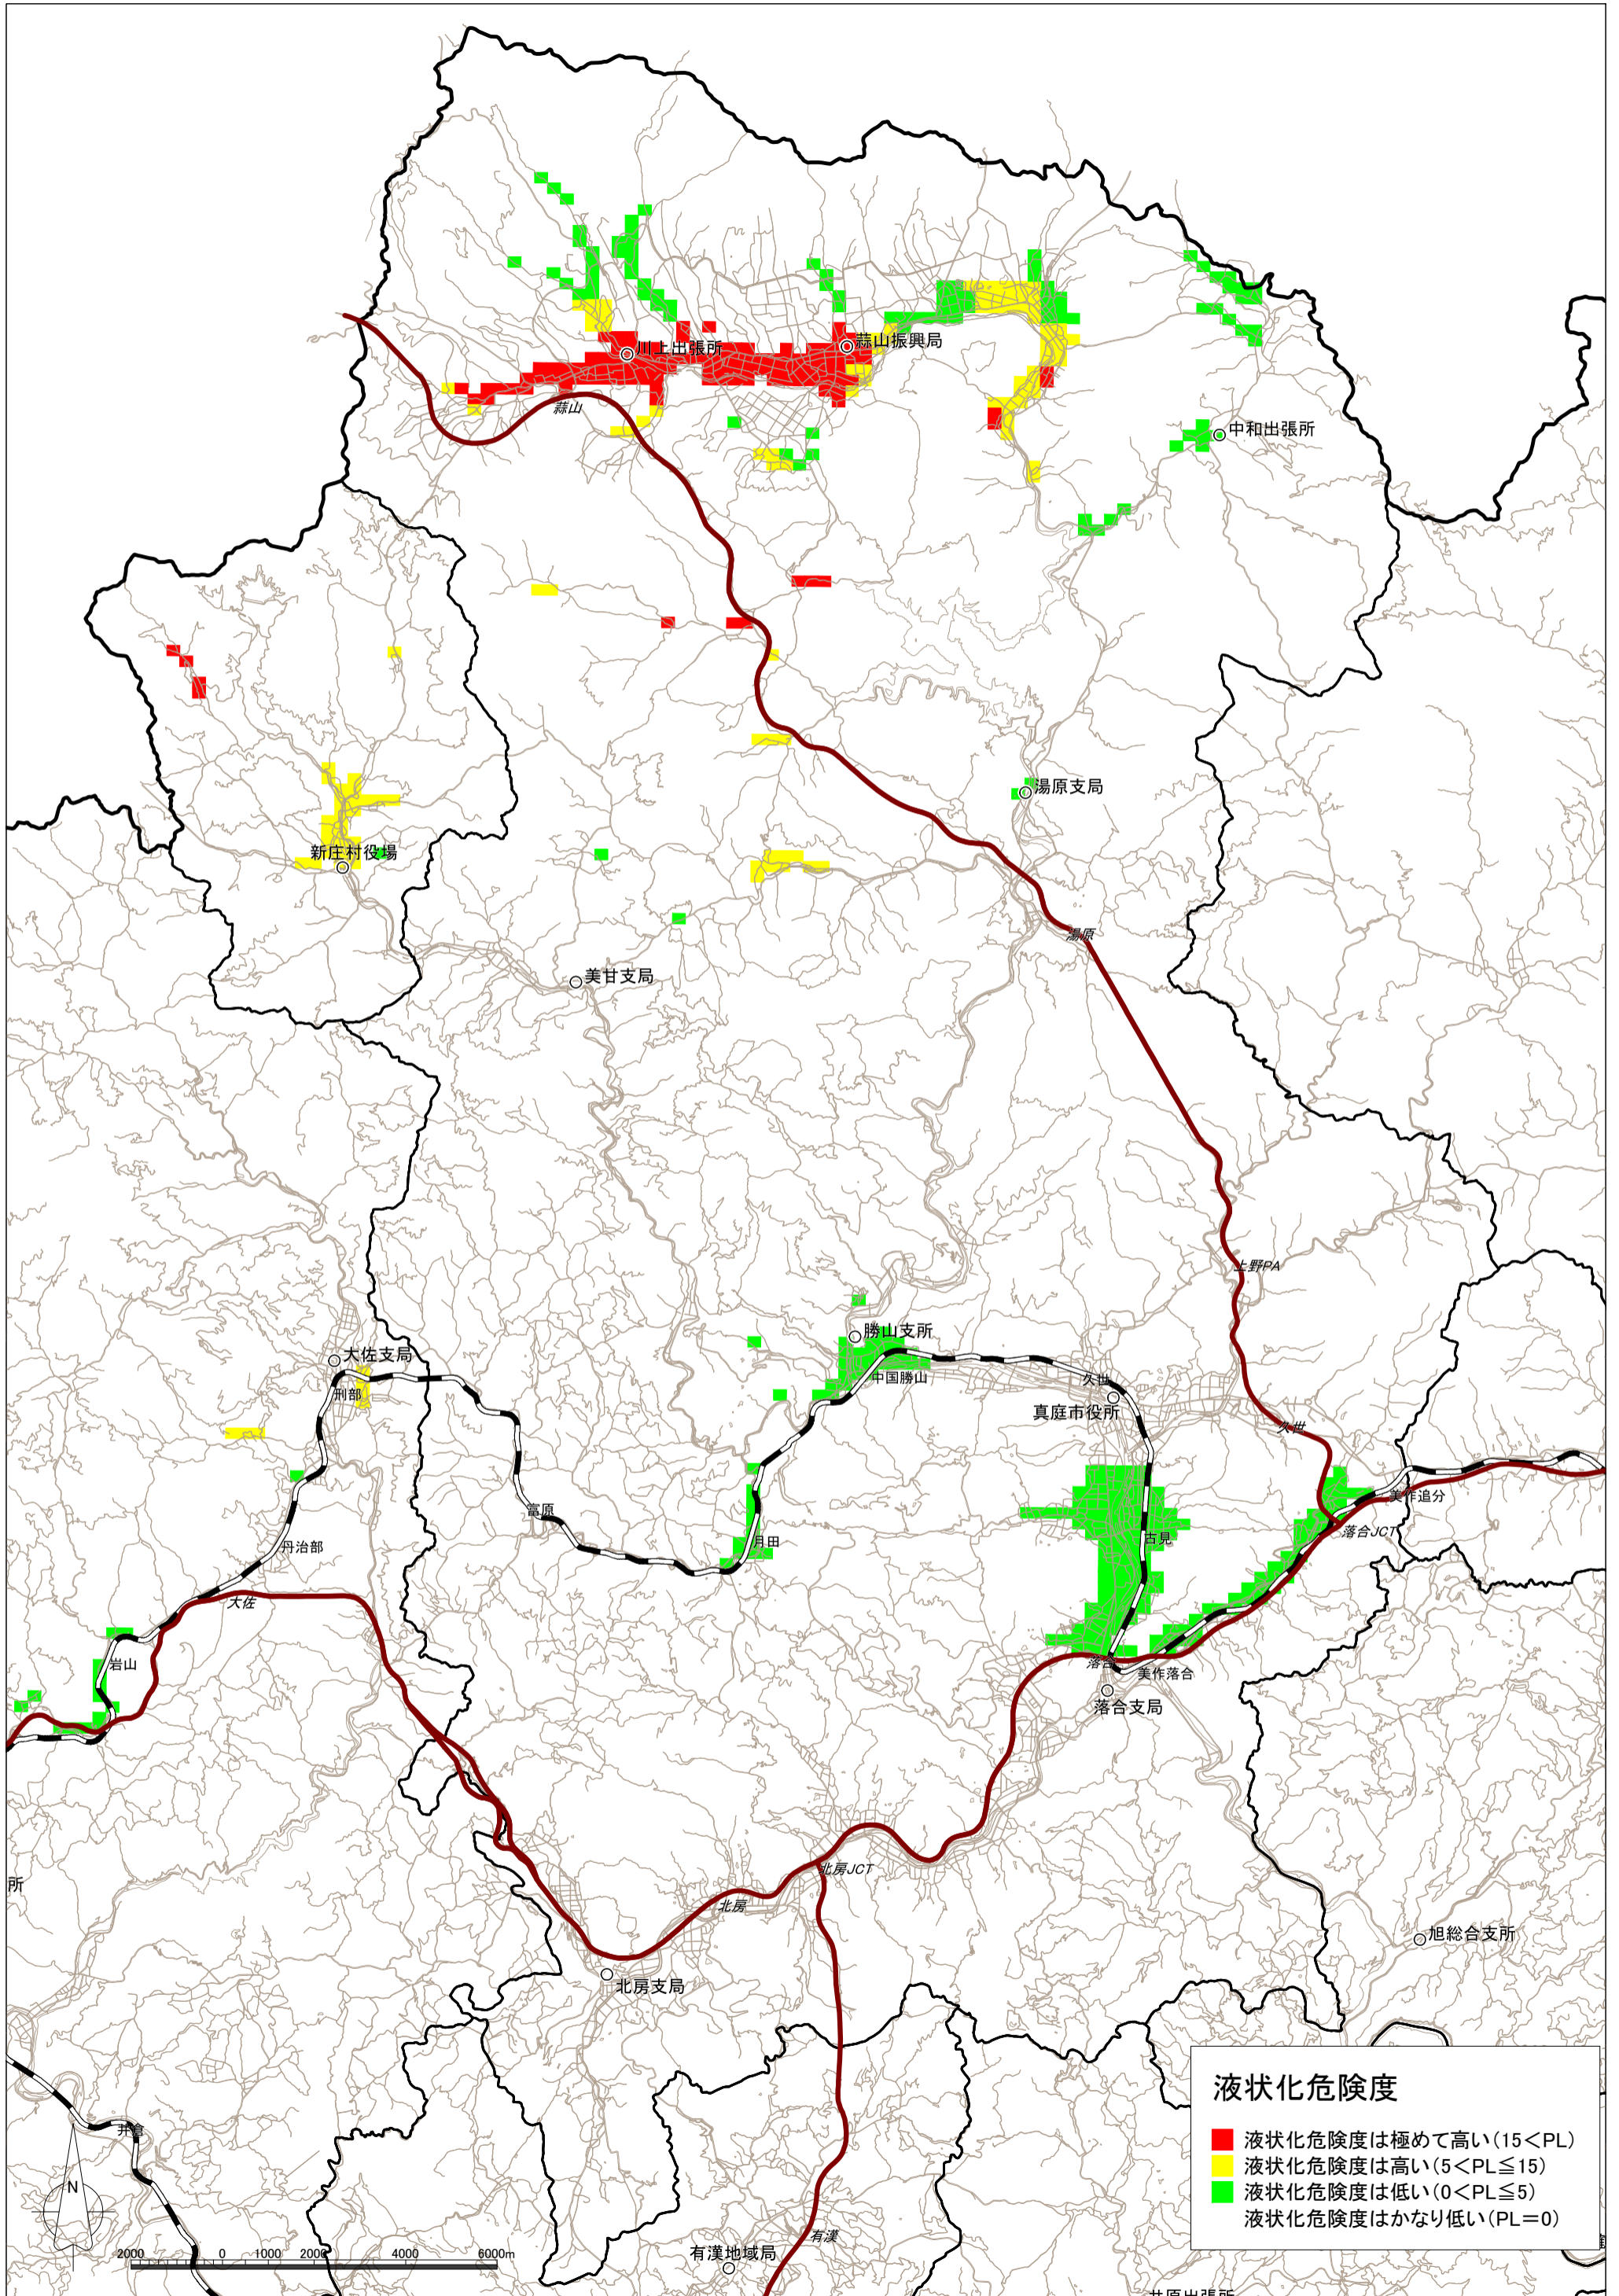 川上出張所
蒜山振興局
蒜山
中和出張所
湯原支局
新庄村役場
湯原
美甘支局
上野PA
勝山支所
大佐支局
中国勝山
久世
刑部
真庭市役所
久世
美作追分
富原
落合JCT
古見
月田
丹治部
大佐
岩山
落合
美作落合
落合支局
北房JCT
所
北房
旭総合支所
北房支局
井倉
N
有漢
有漢地域局
2000 0 1000 2000 4000 6000m
液状化危険度
液状化危険度は極めて高い(15<PL)
液状化危険度は高い(5<PL≦15)
液状化危険度は低い(0<PL≦5)
液状化危険度はかなり低い(PL=0)